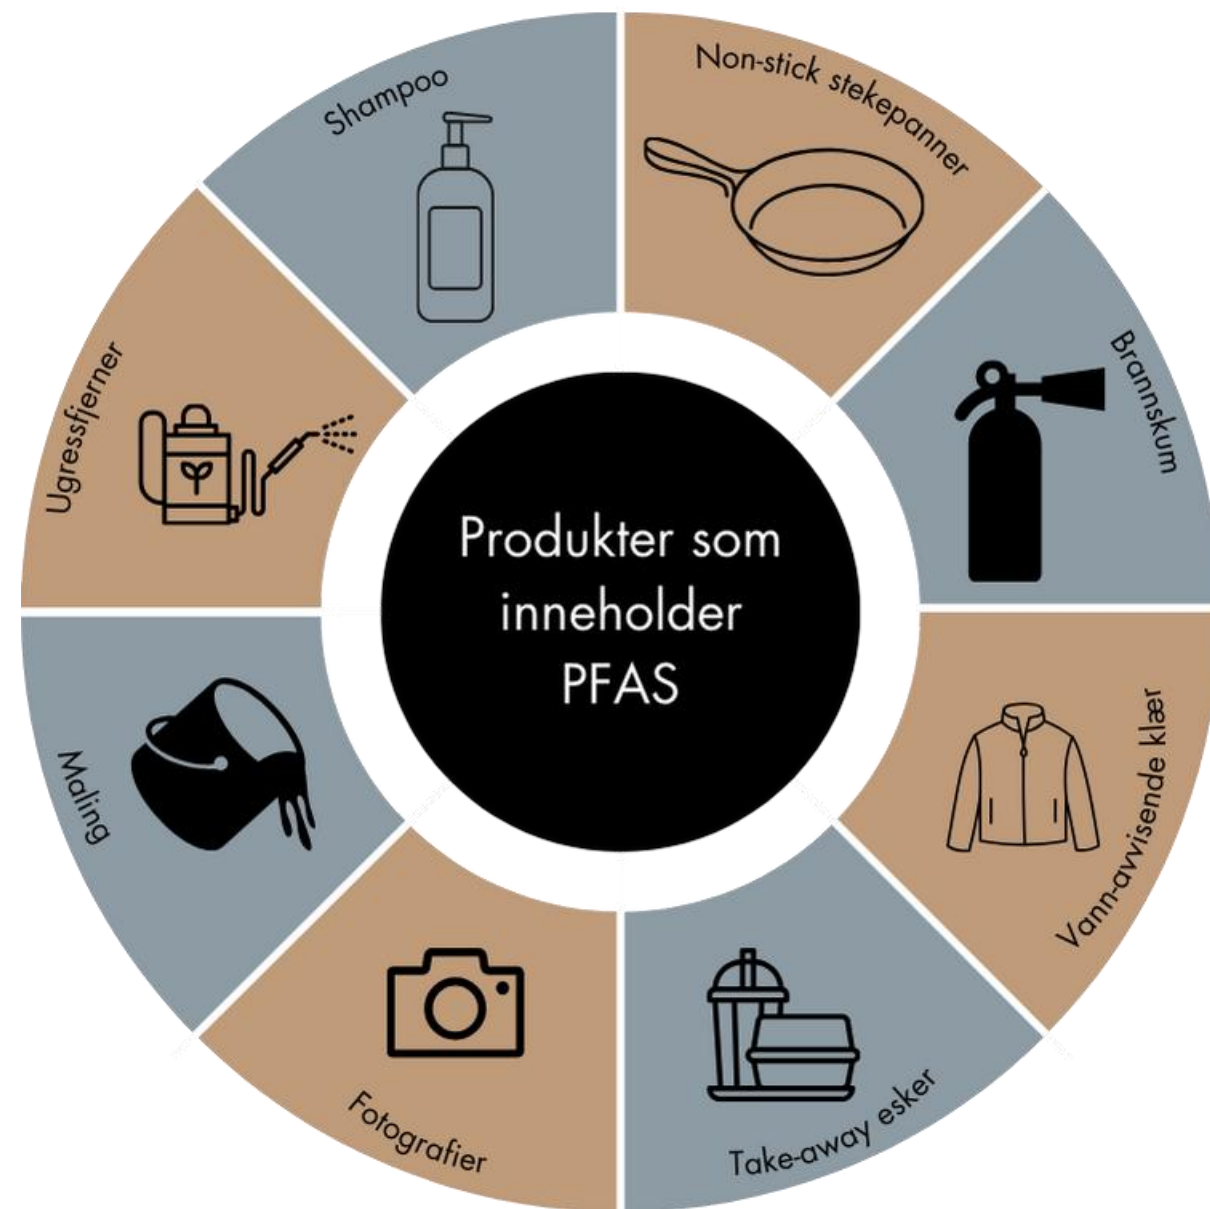 Produkter som
inneholder
PFAS
Non-stick stekepanner
Brannskum
Vann-avvisende klær
Take-away esker
Fotografier
Maling
Ugressfjerner
Shampoo